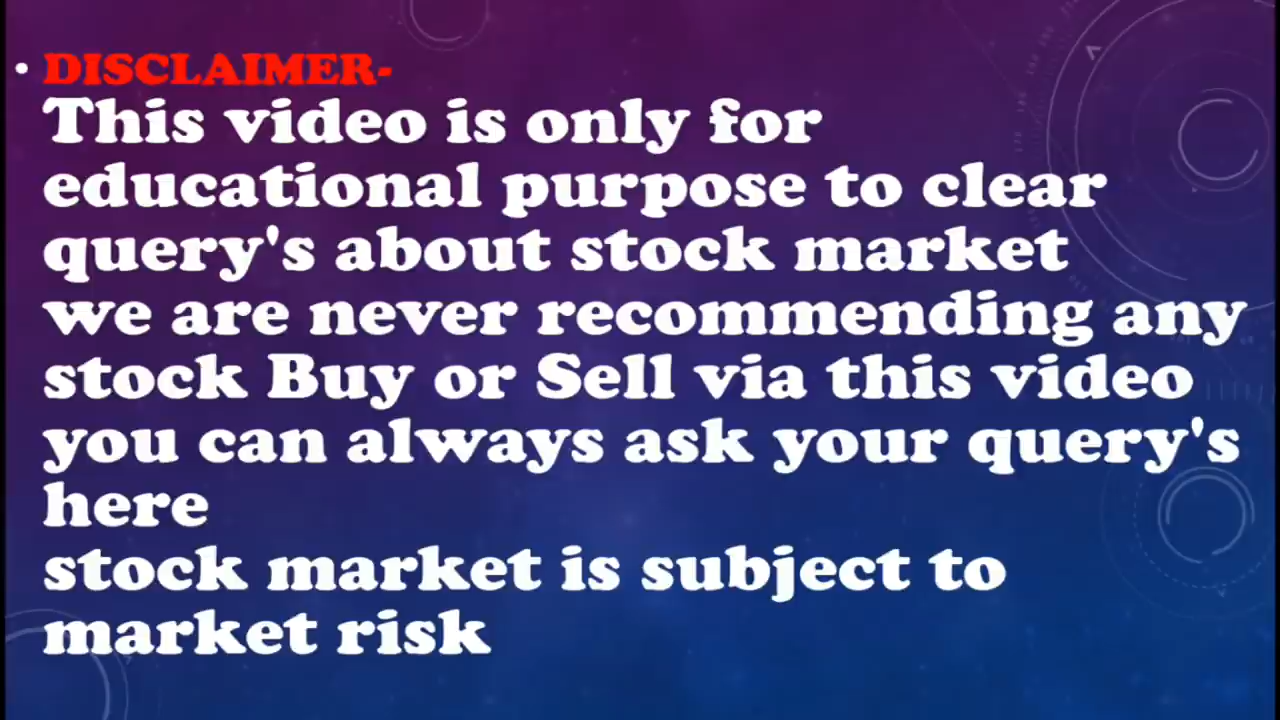 • DISCLAIMER-
This video is only for
educational purpose to clear
query's about stock market
we are never recommending any
stock Buy or Sell via this video
you can always ask your query's
here
stock market is subject to
market risk